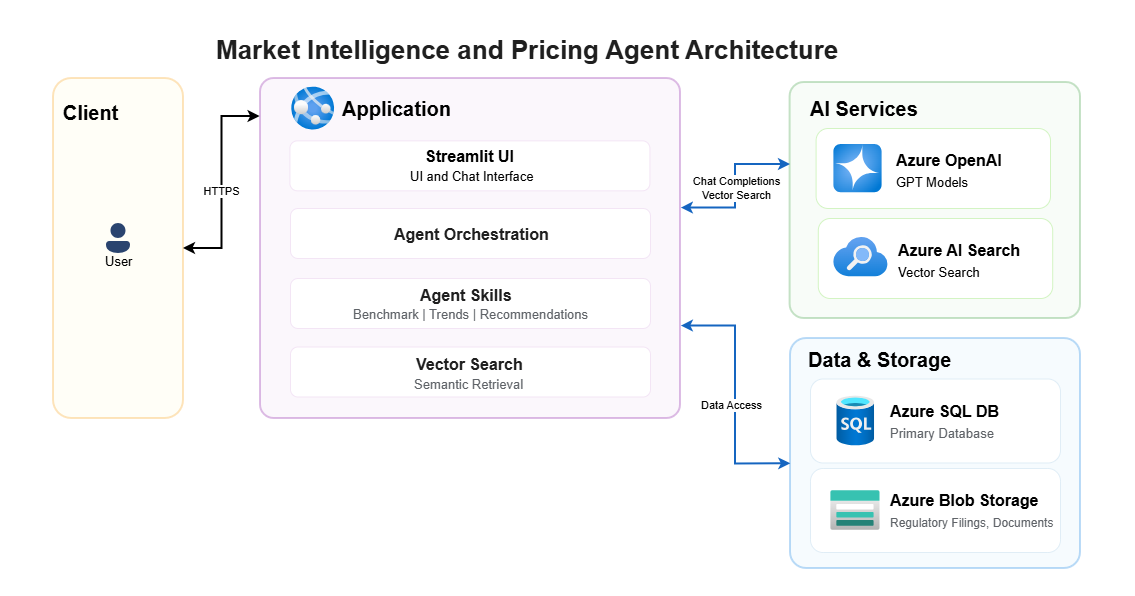 Market Intelligence and Pricing Agent Architecture
Client
User
HTTPS
Application
Streamlit UI
UI and Chat Interface
Agent Orchestration
Agent Skills
Benchmark | Trends | Recommendations
Vector Search
Semantic Retrieval
Chat Completions
Vector Search
Data Access
AI Services
Azure OpenAI
GPT Models
Azure AI Search
Vector Search
Data & Storage
SQL
Azure SQL DB
Primary Database
Azure Blob Storage
Regulatory Filings, Documents